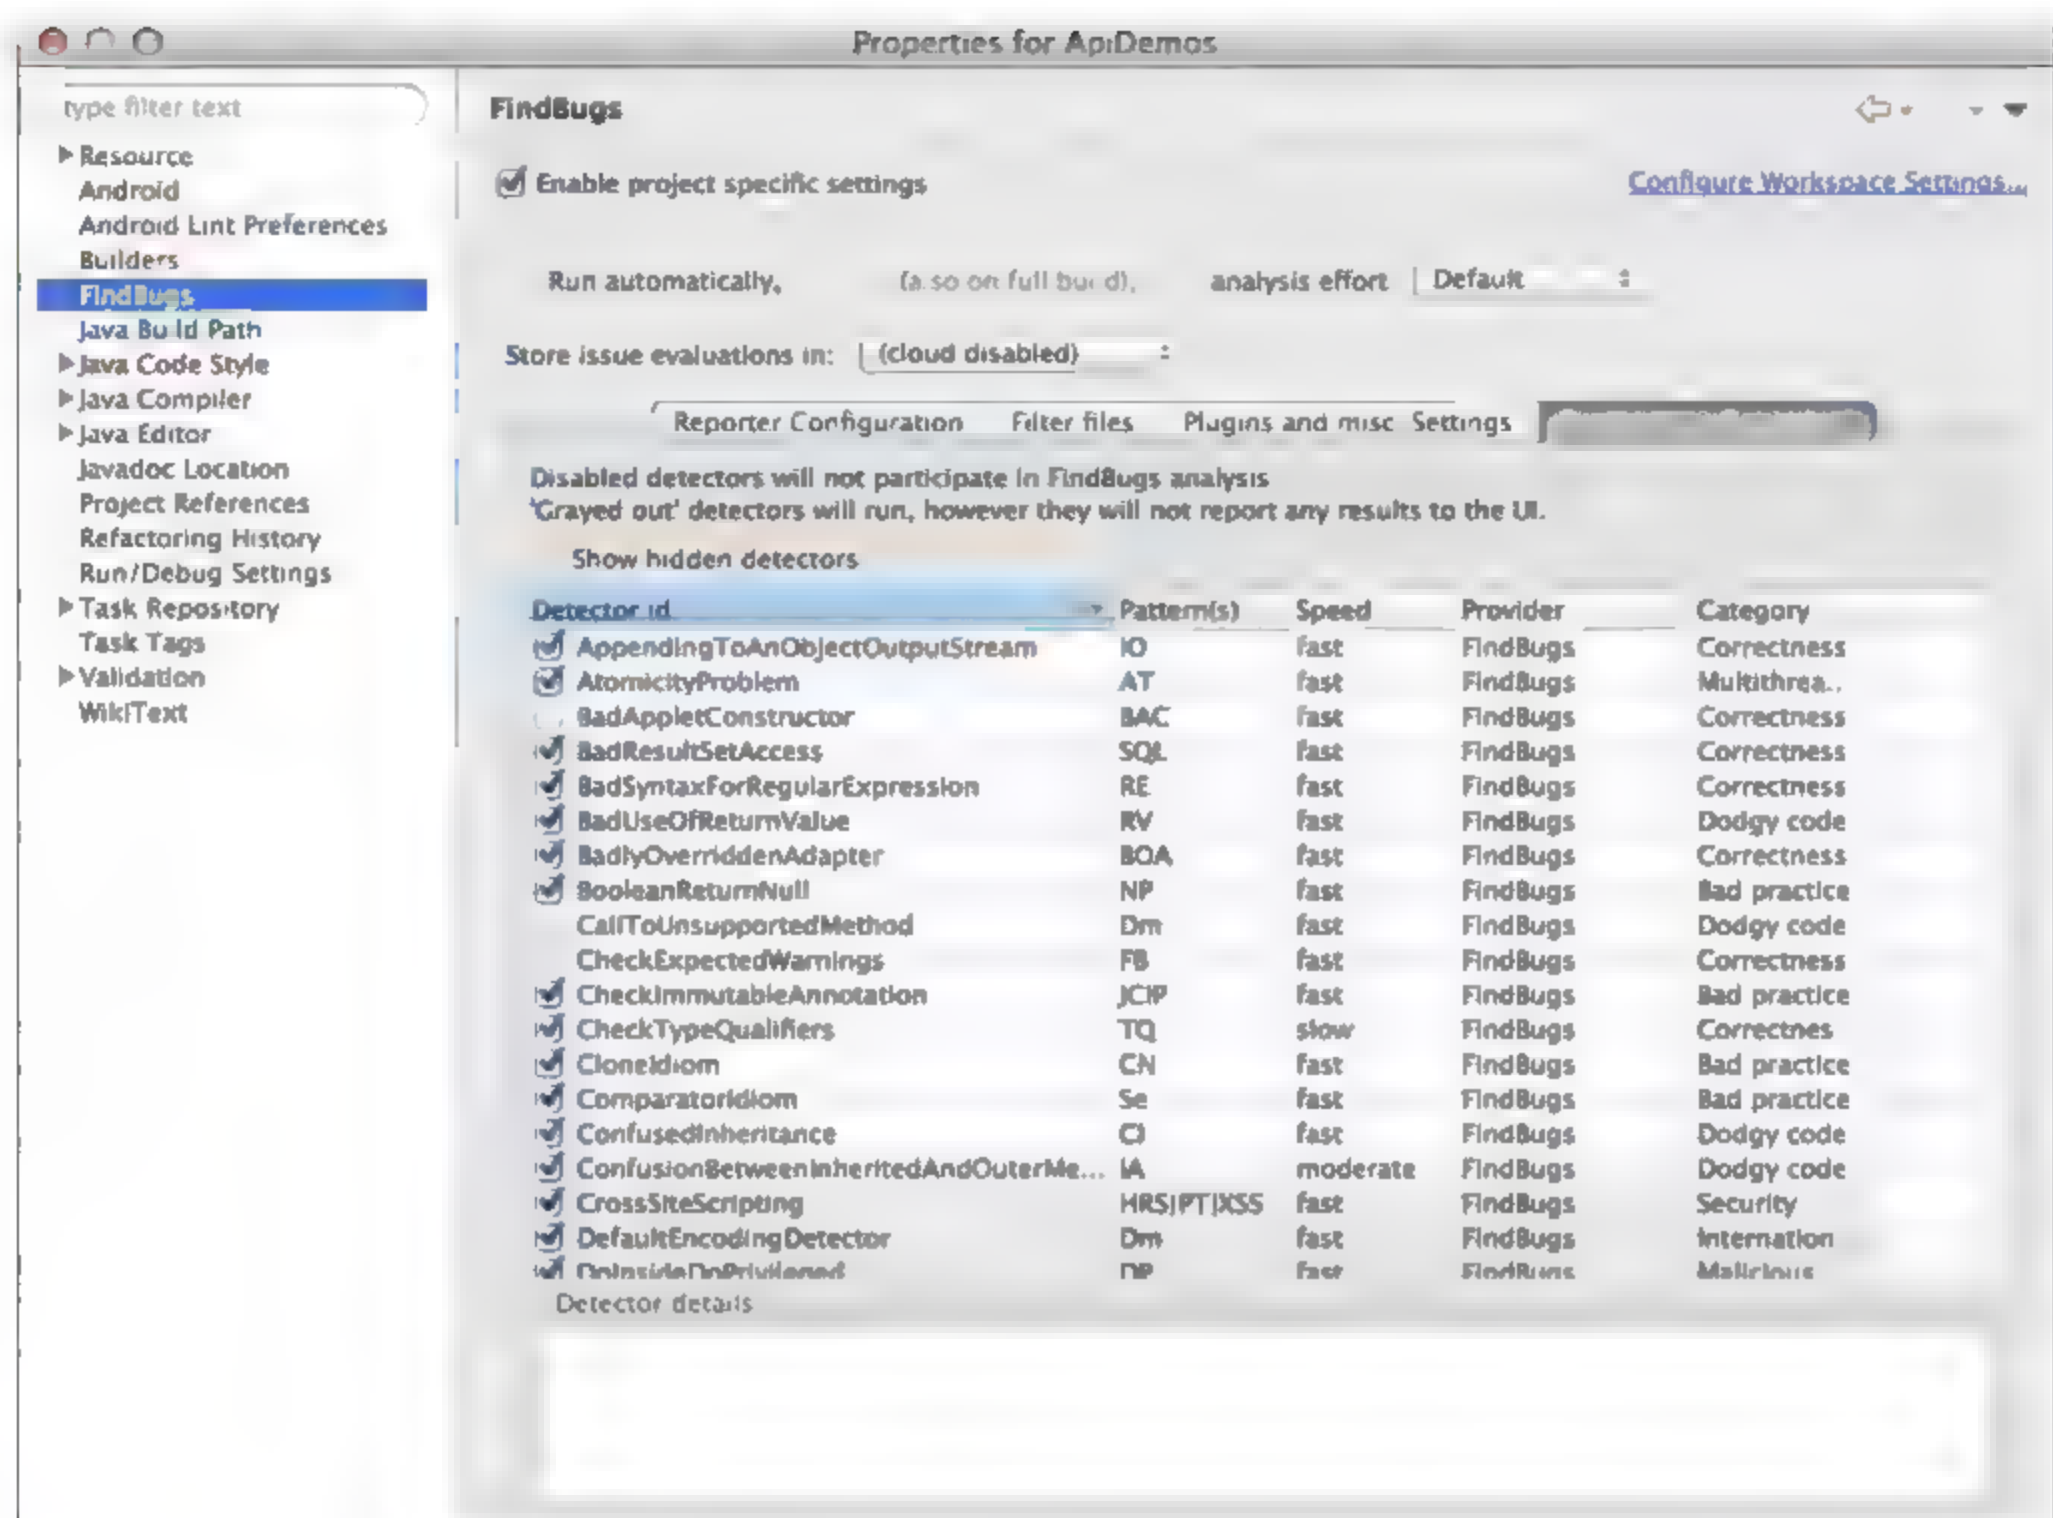 Properties for ApiDemos
type filter text
Resource
Android
Android Lint Preferences
Builders
FindBugs
Java Build Path
Java Code Style
Java Compiler
Java Editor
Javadoc Location
Project References
Refactoring History
Run/Debug Settings
Task Repository
Task Tags
Validation
WikiText
FindBugs
Enable project specific settings
Configure Workspace Settings...
Run automatically, (also on full build), analysis effort Default
Store issue evaluations in: (cloud disabled)
Reporter Configuration Filter files Plugins and misc. Settings
Disabled detectors will not participate in FindBugs analysis
'Grayed out' detectors will run, however they will not report any results to the UI.
Show hidden detectors
Detector id Pattern(s) Speed Provider Category
AppendingToAnObjectOutputStream IO fast FindBugs Correctness
AtomicityProblem AT fast FindBugs Multithrea..
BadAppletConstructor BAC fast FindBugs Correctness
BadResultSetAccess SQL fast FindBugs Correctness
BadSyntaxForRegularExpression RE fast FindBugs Correctness
BadUseOfReturnValue RV fast FindBugs Dodgy code
BadlyOverriddenAdapter BOA fast FindBugs Correctness
BooleanReturnNull NP fast FindBugs Bad practice
CallToUnsupportedMethod Dm fast FindBugs Dodgy code
CheckExpectedWarnings FB fast FindBugs Correctness
CheckImmutableAnnotation JCIP fast FindBugs Bad practice
CheckTypeQualifiers TQ slow FindBugs Correctnes
CloneIdiom CN fast FindBugs Bad practice
ComparatorIdiom Se fast FindBugs Bad practice
ConfusedInheritance CI fast FindBugs Dodgy code
ConfusionBetweenInheritedAndOuterMe... IA moderate FindBugs Dodgy code
CrossSiteScripting HRS|PT|XSS fast FindBugs Security
DefaultEncodingDetector Dm fast FindBugs Internation
DoInsideDoPrivileged DP fast FindBugs Malicious
Detector details